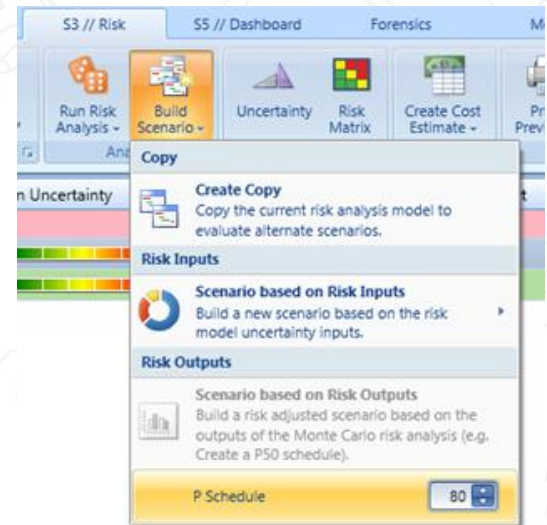 S3 // Risk S5 // Dashboard Forensics
Run Risk Build Uncertainty Risk Create Cost
Analysis Scenario Matrix Estimate
Copy
n Uncertainty
Create Copy
Copy the current risk analysis model to
evaluate alternate scenarios.
Risk Inputs
Scenario based on Risk Inputs
Build a new scenario based on the risk
model uncertainty inputs.
Risk Outputs
Scenario based on Risk Outputs
Build a risk adjusted scenario based on the
outputs of the Monte Carlo risk analysis (e.g.
Create a P50 schedule).
P Schedule 80